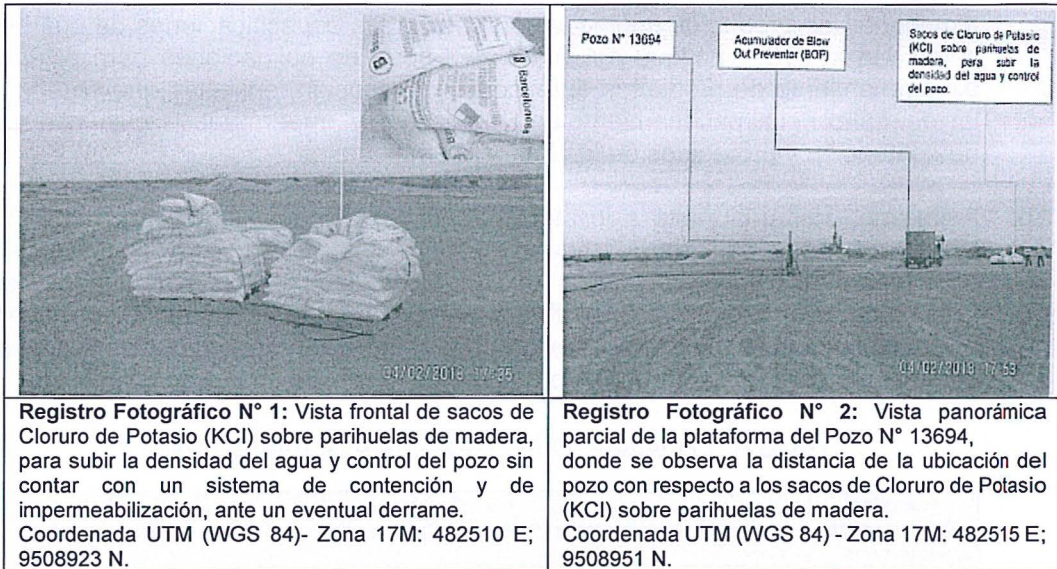 Barcelonesa
04/02/2018 17:35
Pozo N° 13694
Acumulador de Blow
Out Preventor (BOP)
Sacos de Cloruro de Potasio
(KCl) sobre parihuelas de
madera, para subir la
densidad del agua y control
del pozo.
04/02/2018 17:53
Registro Fotográfico N° 1: Vista frontal de sacos de
Cloruro de Potasio (KCl) sobre parihuelas de madera,
para subir la densidad del agua y control del pozo sin
contar con un sistema de contención y de
impermeabilización, ante un eventual derrame.
Coordenada UTM (WGS 84)- Zona 17M: 482510 E;
9508923 N.
Registro Fotográfico N° 2: Vista panorámica
parcial de la plataforma del Pozo N° 13694,
donde se observa la distancia de la ubicación del
pozo con respecto a los sacos de Cloruro de Potasio
(KCl) sobre parihuelas de madera.
Coordenada UTM (WGS 84) - Zona 17M: 482515 E;
9508951 N.